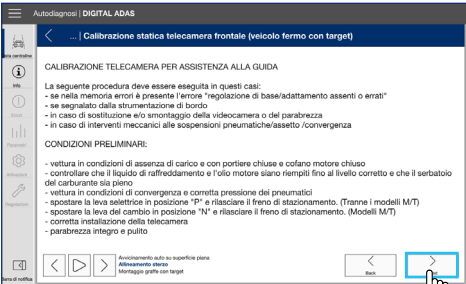 Autodiagnosi | DIGITAL ADAS
... | Calibrazione statica telecamera frontale (veicolo fermo con target)
CALIBRAZIONE TELECAMERA PER ASSISTENZA ALLA GUIDA
La seguente procedura deve essere eseguita in questi casi:
- se nella memoria errori è presente l'errore "regolazione di base/adattamento assenti o errati"
- se segnalato dalla strumentazione di bordo
- in caso di sostituzione e/o smontaggio della videocamera o del parabrezza
- in caso di interventi meccanici alle sospensioni pneumatiche/assetto /convergenza
CONDIZIONI PRELIMINARI:
- vettura in condizioni di assenza di carico e con portiere chiuse e cofano motore chiuso
- controllare che il liquido di raffreddamento e l'olio motore siano riempiti fino al livello corretto e che il serbatoio
del carburante sia pieno
- vettura in condizioni di convergenza e corretta pressione dei pneumatici
- spostare la leva selettrice in posizione "P" e rilasciare il freno di stazionamento. (Tranne i modelli M/T)
- spostare la leva del cambio in posizione "N" e rilasciare il freno di stazionamento. (Modelli M/T)
- corretta installazione della telecamera
- parabrezza integro e pulito
centralina
Info
Errori
Parametri
Attivazioni
Regolazioni
Barra di notifica
Avvicinamento auto su superficie piana
Allineamento sterzo
Montaggio graffe con target
Back